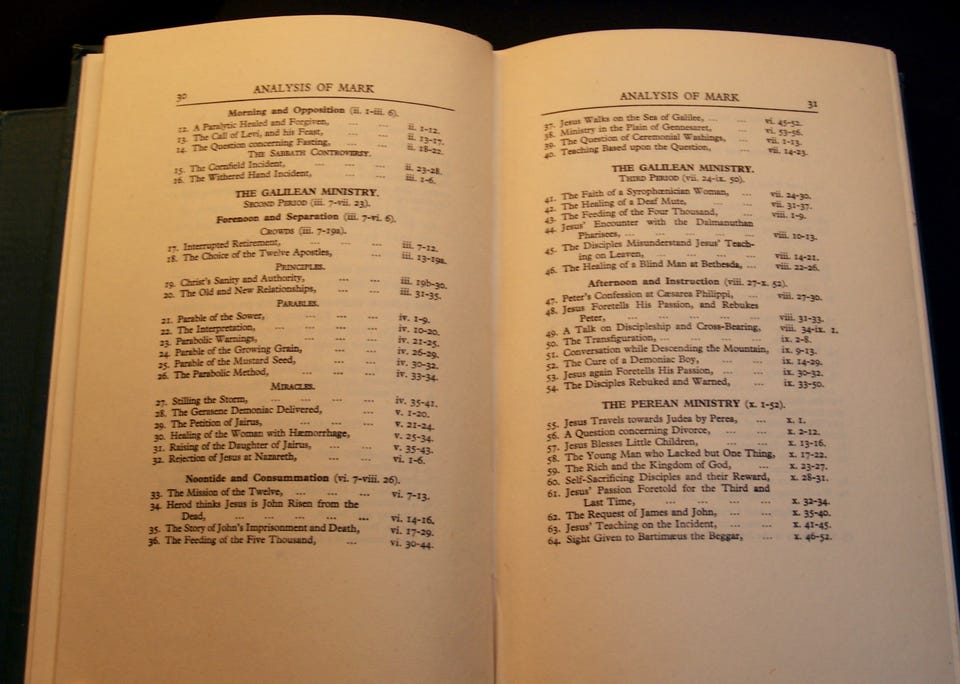 30
ANALYSIS OF MARK
Morning and Opposition (ii. 1-iii. 6).
12. A Paralytic Healed and Forgiven, ... ... ii. 1-12.
13. The Call of Levi, and his Feast, ... ... ii. 13-17.
14. The Question concerning Fasting, ... ... ii. 18-22.
THE SABBATH CONTROVERSY.
15. The Cornfield Incident, ... ... ii. 23-28.
16. The Withered Hand Incident, ... ... iii. 1-6.
THE GALILEAN MINISTRY.
SECOND PERIOD (iii. 7-vii. 23).
Forenoon and Separation (iii. 7-vi. 6).
CROWDS (iii. 7-19a).
17. Interrupted Retirement, ... ... ... iii. 7-12.
18. The Choice of the Twelve Apostles, ... ... iii. 13-19a.
PRINCIPLES.
19. Christ's Sanity and Authority, ... ... iii. 19b-30.
20. The Old and New Relationships, ... ... iii. 31-35.
PARABLES.
21. Parable of the Sower, ... ... ... iv. 1-9.
22. The Interpretation, ... ... ... ... iv. 10-20.
23. Parabolic Warnings, ... ... ... iv. 21-25.
24. Parable of the Growing Grain, ... ... iv. 26-29.
25. Parable of the Mustard Seed, ... ... iv. 30-32.
26. The Parabolic Method, ... ... ... iv. 33-34.
MIRACLES.
27. Stilling the Storm, ... ... ... ... iv. 35-41.
28. The Gerasene Demoniac Delivered, ... v. 1-20.
29. The Petition of Jairus, ... ... ... v. 21-24.
30. Healing of the Woman with Hæmorrhage, ... v. 25-34.
31. Raising of the Daughter of Jairus, ... ... v. 35-43.
32. Rejection of Jesus at Nazareth, ... ... vi. 1-6.
Noontide and Consummation (vi. 7-viii. 26).
33. The Mission of the Twelve, ... ... ... vi. 7-13.
34. Herod thinks Jesus is John Risen from the
Dead, ... ... ... ... ... vi. 14-16.
35. The Story of John's Imprisonment and Death, vi. 17-29.
36. The Feeding of the Five Thousand, ... vi. 30-44.
ANALYSIS OF MARK
31
37. Jesus Walks on the Sea of Galilee, ... ... vi. 45-52.
38. Ministry in the Plain of Gennesaret, ... vi. 53-56.
39. The Question of Ceremonial Washings, ... vii. 1-13.
40. Teaching Based upon the Question, ... vii. 14-23.
THE GALILEAN MINISTRY.
THIRD PERIOD (vii. 24-ix. 50).
41. The Faith of a Syrophœnician Woman, ... vii. 24-30.
42. The Healing of a Deaf Mute, ... ... vii. 31-37.
43. The Feeding of the Four Thousand, ... viii. 1-9.
44. Jesus' Encounter with the Dalmanuthan
Pharisees, ... ... ... ... ... viii. 10-13.
45. The Disciples Misunderstand Jesus' Teach-
ing on Leaven, ... ... ... ... viii. 14-21.
46. The Healing of a Blind Man at Bethesda, ... viii. 22-26.
Afternoon and Instruction (viii. 27-x. 52).
47. Peter's Confession at Cæsarea Philippi, ... viii. 27-30.
48. Jesus Foretells His Passion, and Rebukes
Peter, ... ... ... ... ... viii. 31-33.
49. A Talk on Discipleship and Cross-Bearing, viii. 34-ix. 1.
50. The Transfiguration, ... ... ... ix. 2-8.
51. Conversation while Descending the Mountain, ix. 9-13.
52. The Cure of a Demoniac Boy, ... ... ix. 14-29.
53. Jesus again Foretells His Passion, ... ... ix. 30-32.
54. The Disciples Rebuked and Warned, ... ix. 33-50.
THE PEREAN MINISTRY (x. 1-52).
55. Jesus Travels towards Judea by Perea, ... x. 1.
56. A Question concerning Divorce, ... ... x. 2-12.
57. Jesus Blesses Little Children, ... ... x. 13-16.
58. The Young Man who Lacked but One Thing, x. 17-22.
59. The Rich and the Kingdom of God, ... x. 23-27.
60. Self-Sacrificing Disciples and their Reward, x. 28-31.
61. Jesus' Passion Foretold for the Third and
Last Time, ... ... ... ... x. 32-34.
62. The Request of James and John, ... ... x. 35-40.
63. Jesus' Teaching on the Incident, ... ... x. 41-45.
64. Sight Given to Bartimæus the Beggar, ... x. 46-52.